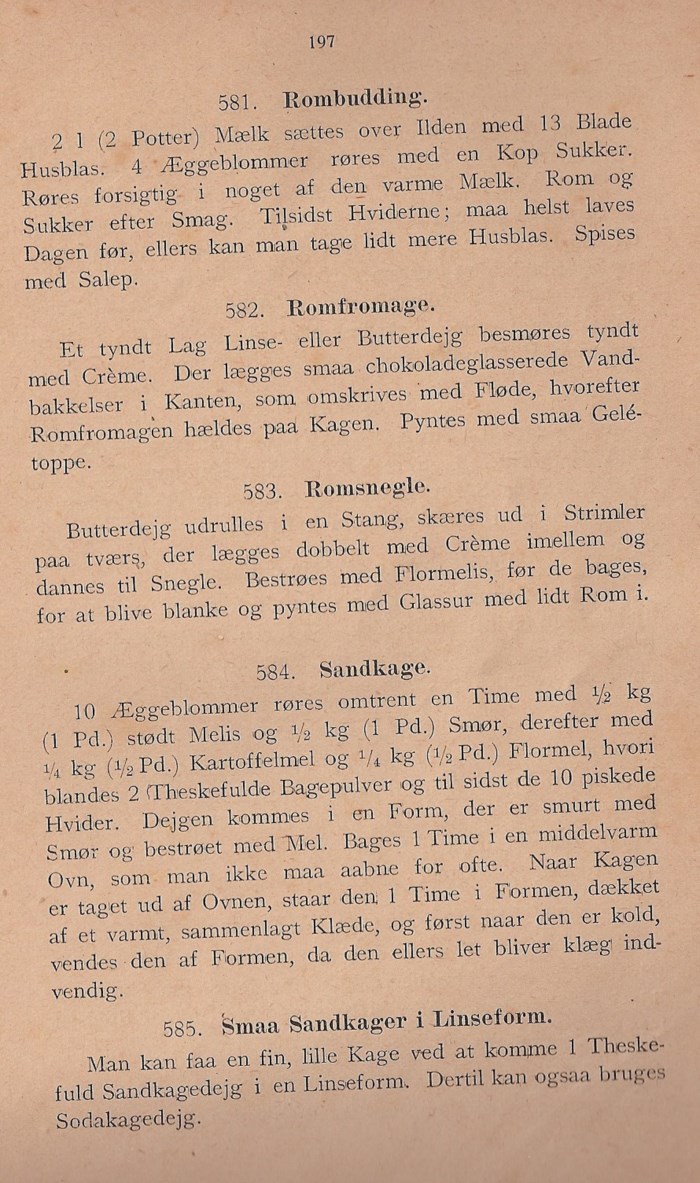 197
581. Rombudding.
2 l (2 Potter) Mælk sættes over Ilden med 13 Blade
Husblas. 4 Æggeblommer røres med en Kop Sukker.
Røres forsigtig i noget af den varme Mælk. Rom og
Sukker efter Smag. Tilsidst Hviderne; maa helst laves
Dagen før, ellers kan man tage lidt mere Husblas. Spises
med Salep.
582. Romfromage.
Et tyndt Lag Linse- eller Butterdejg besmøres tyndt
med Crème. Der lægges smaa chokoladeglasserede Vand-
bakkelser i Kanten, som omskrives med Fløde, hvorefter
Romfromagen hældes paa Kagen. Pyntes med smaa Gelé-
toppe.
583. Romsnegle.
Butterdejg udrulles i en Stang, skæres ud i Strimler
paa tværs, der lægges dobbelt med Crème imellem og
dannes til Snegle. Bestrøes med Flormelis, før de bages,
for at blive blanke og pyntes med Glassur med lidt Rom i.
584. Sandkage.
10 Æggeblommer røres omtrent en Time med ½ kg
(1 Pd.) stødt Melis og ½ kg (1 Pd.) Smør, derefter med
¼ kg (½ Pd.) Kartoffelmel og ¼ kg (½ Pd.) Flormel, hvori
blandes 2 Theskefulde Bagepulver og til sidst de 10 piskede
Hvider. Dejgen kommes i en Form, der er smurt med
Smør og bestrøet med Mel. Bages 1 Time i en middelvarm
Ovn, som man ikke maa aabne for ofte. Naar Kagen
er taget ud af Ovnen, staar den 1 Time i Formen, dækket
af et varmt, sammenlagt Klæde, og først naar den er kold,
vendes den af Formen, da den ellers let bliver klæg ind-
vendig.
585. Smaa Sandkager i Linseform.
Man kan faa en fin, lille Kage ved at komme 1 Theske-
fuld Sandkagedejg i en Linseform. Dertil kan ogsaa bruges
Sodakagedejg.